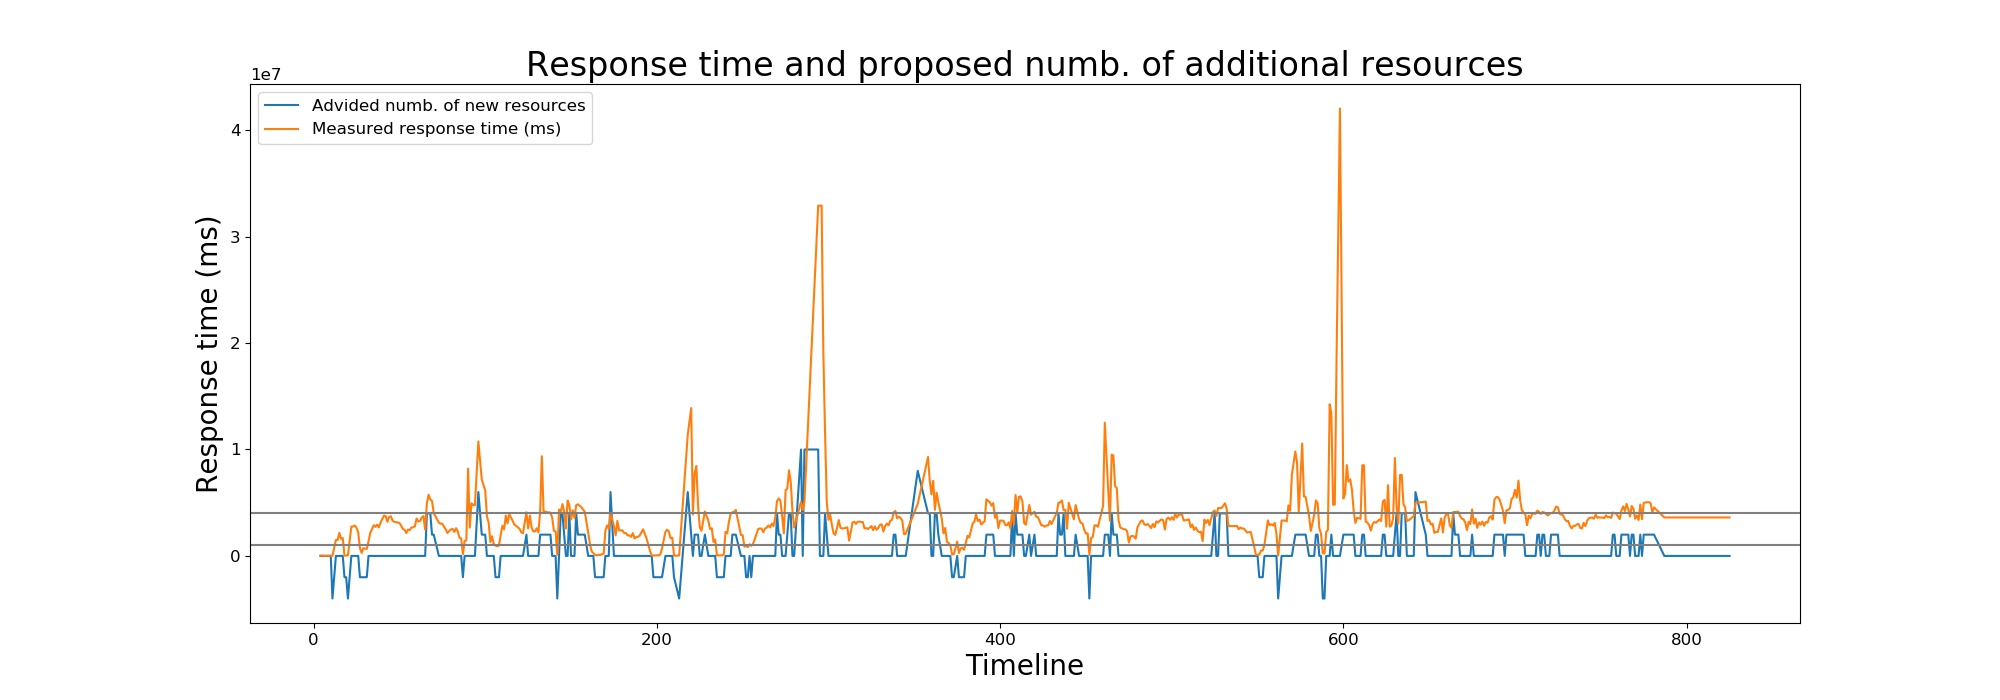 Response time and proposed numb. of additional resources
1e7
Advided numb. of new resources
Measured response time (ms)
4
3
2
1
0
Response time (ms)
0 200 400 600 800
Timeline